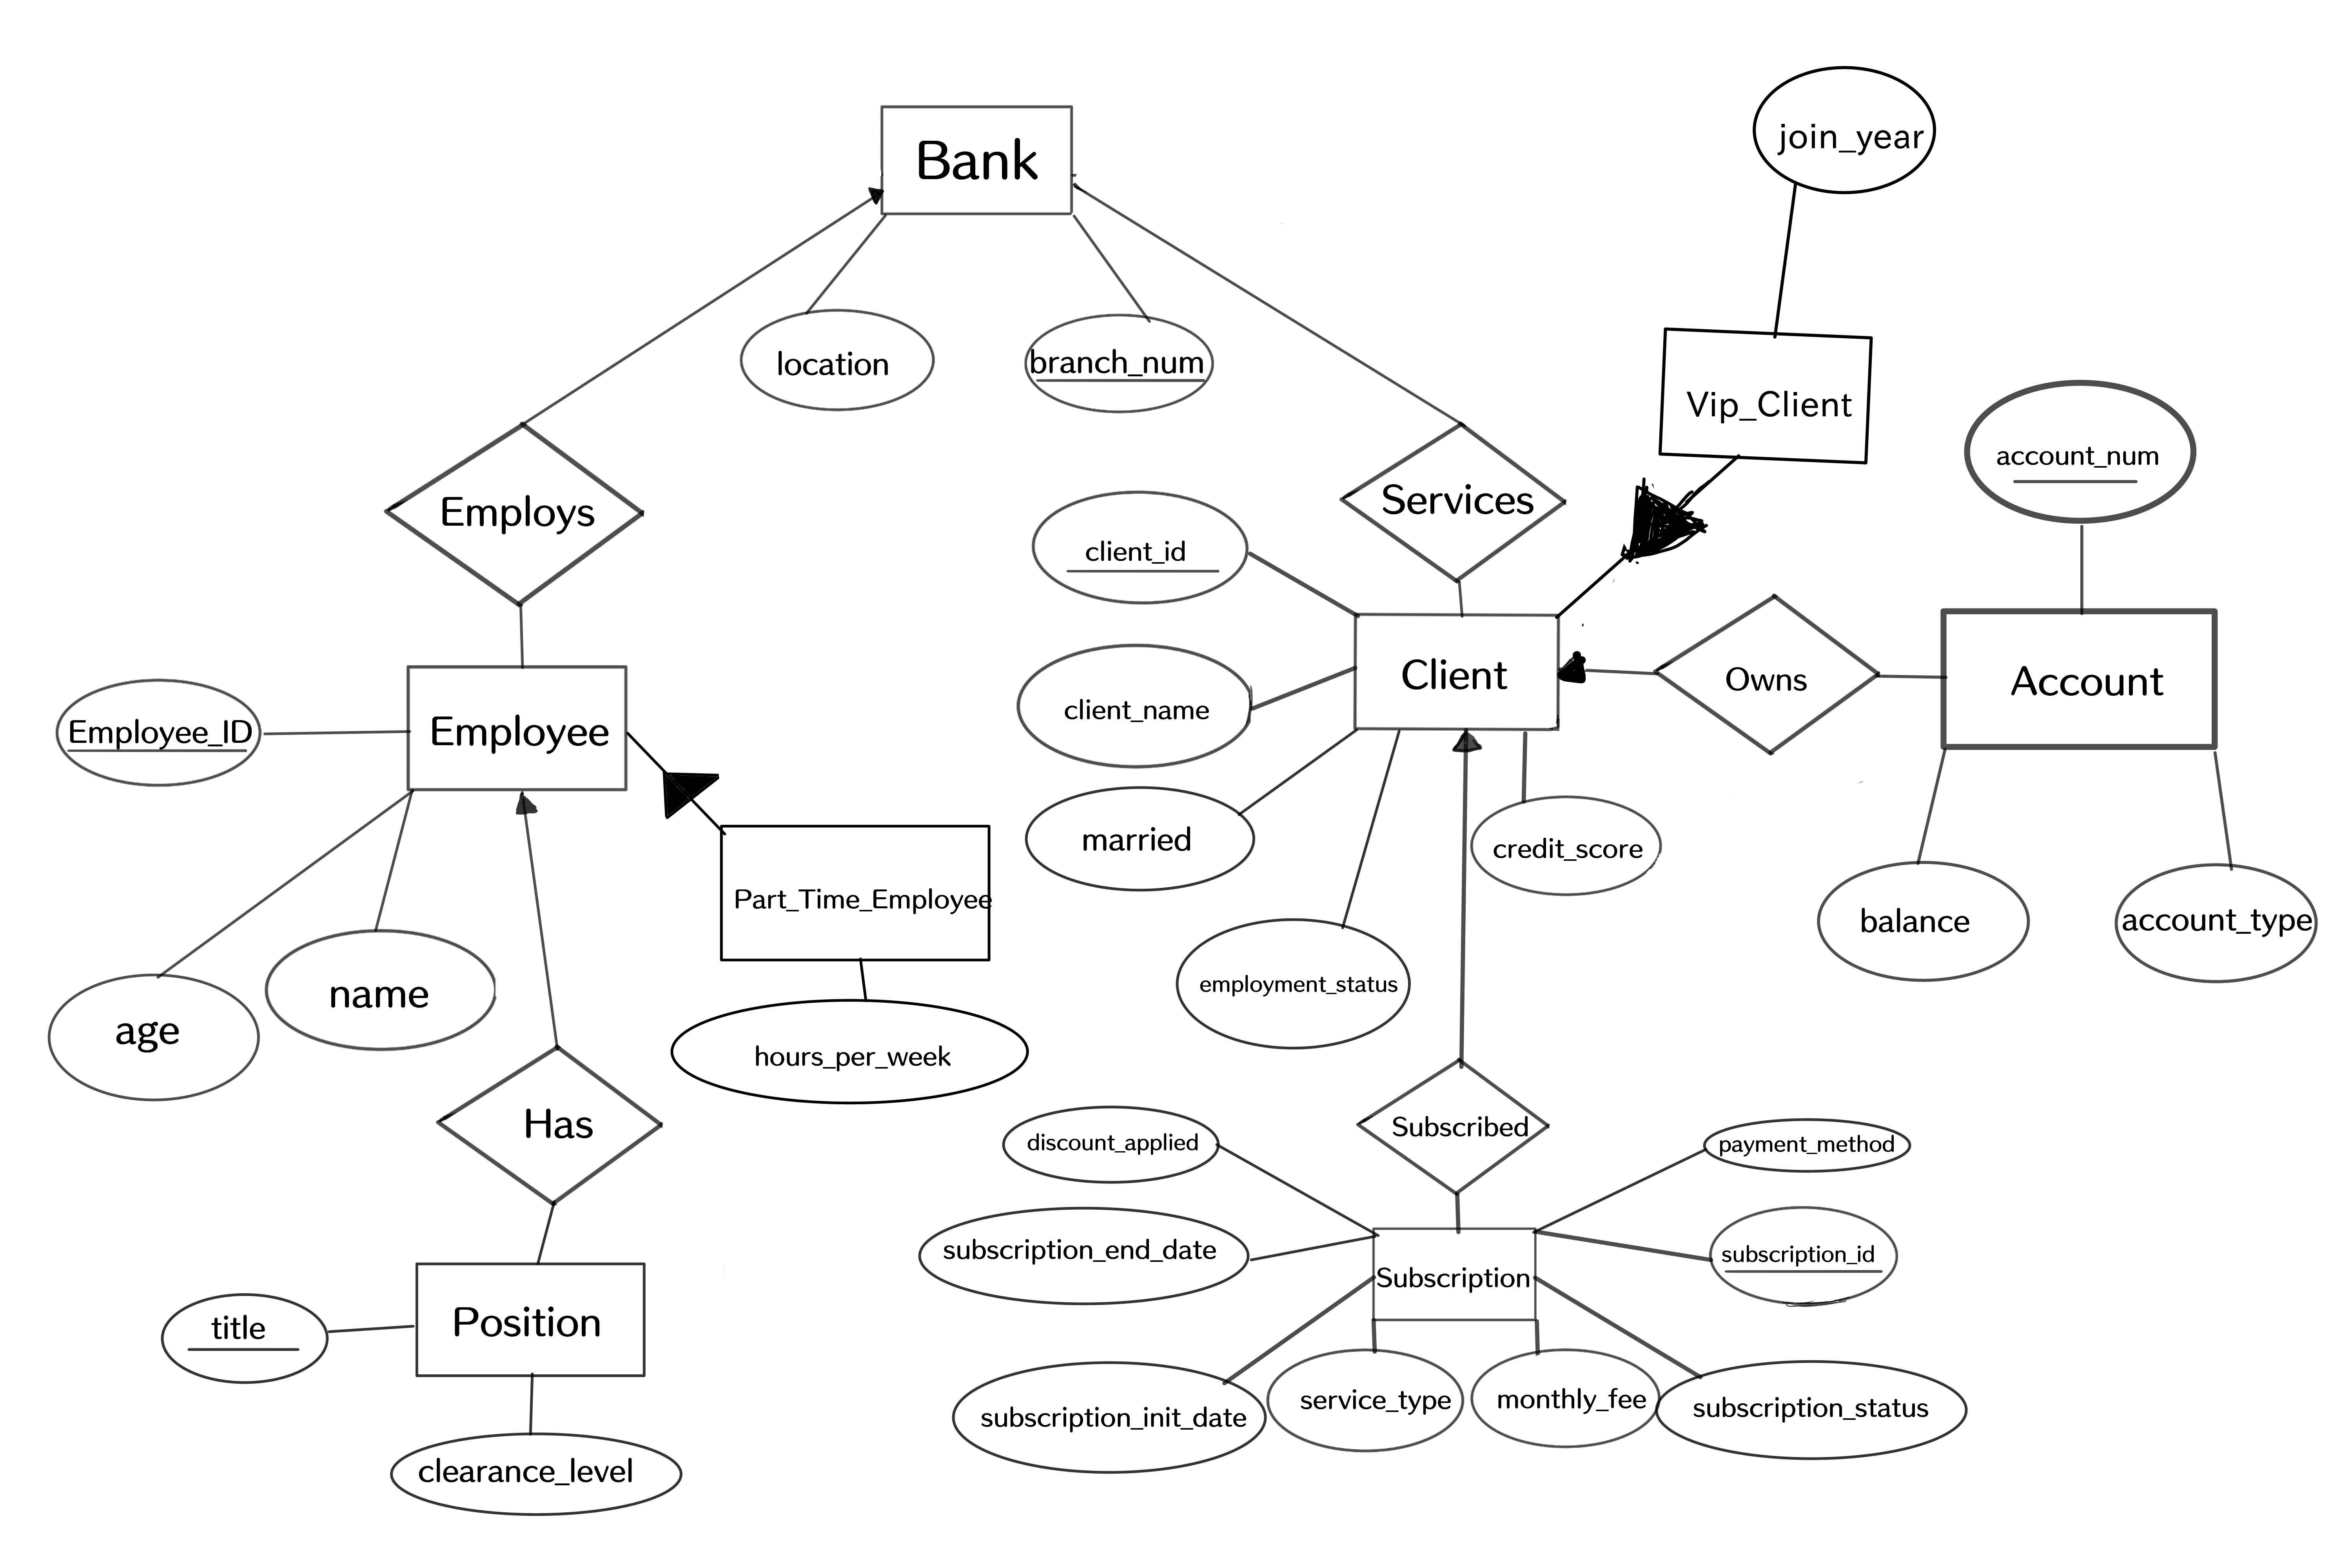 join_year
Bank
location
branch_num
Vip_Client
account_num
Employs
Services
client_id
Client
Owns
Account
client_name
Employee_ID
Employee
married
credit_score
Part_Time_Employee
balance
account_type
employment_status
age
name
hours_per_week
Has
Subscribed
discount_applied
payment_method
subscription_end_date
subscription_id
Subscription
title
Position
subscription_init_date
service_type
monthly_fee
subscription_status
clearance_level